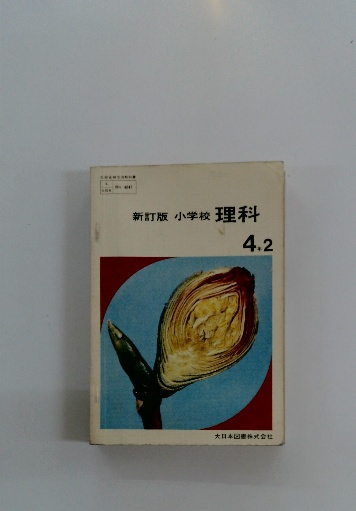 新訂版 小学校 理科
4年2
大日本図書株式会社